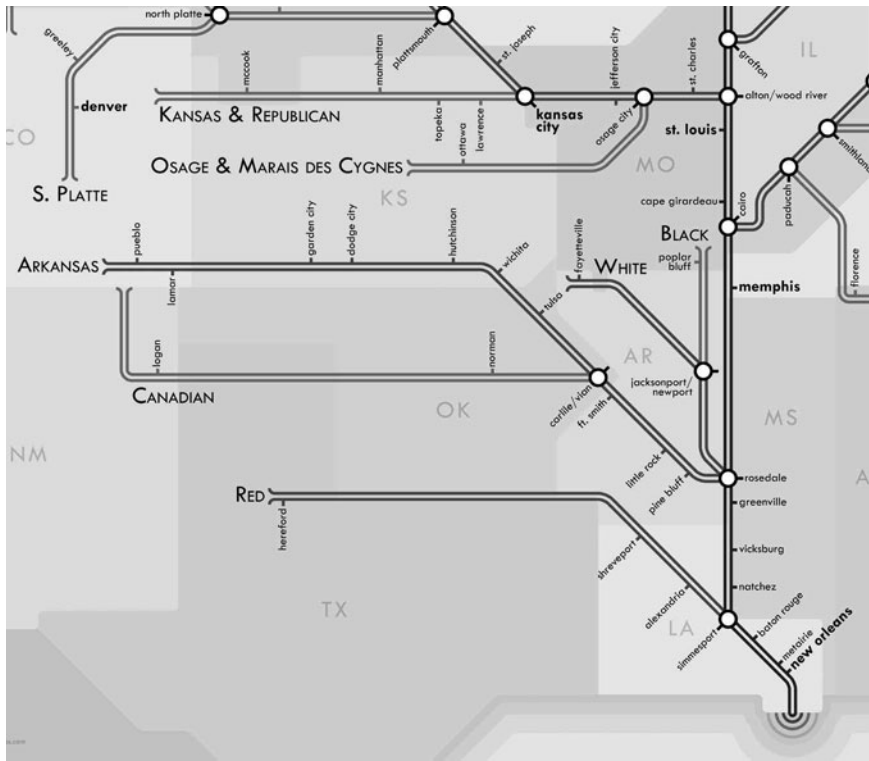 north platte
greeley
denver
S. PLATTE
CO
mccook
manhattan
plattsmouth
st. joseph
jefferson city
st. charles
grafton
IL
KANSAS & REPUBLICAN
topeka
ottawa
lawrence
kansas
city
osage city
alton/wood river
st. louis
smithland
OSAGE & MARAIS DES CYGNES
MO
KS
paducah
cape girardeau
cairo
pueblo
garden city
dodge city
hutchinson
wichita
fayetteville
BLACK
poplar
bluff
ARKANSAS
WHITE
florence
lamar
tulsa
memphis
logan
norman
AR
CANADIAN
OK
carlile/vian
ft. smith
jacksonport/
newport
MS
NM
little rock
pine bluff
rosedale
A
RED
greenville
hereford
shreveport
vicksburg
alexandria
natchez
TX
LA
simmesport
baton rouge
metairie
new orleans